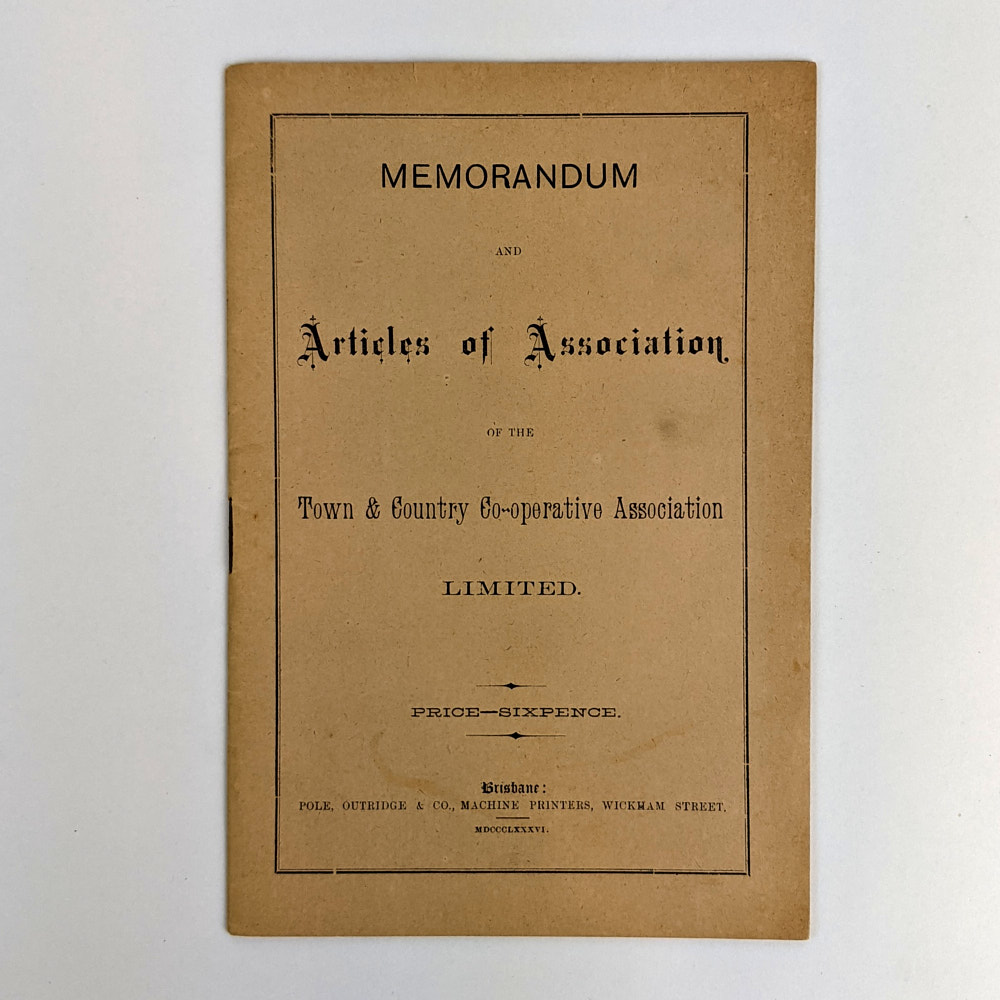 MEMORANDUM
AND
Articles of Association
OF THE
Town & Country Co-operative Association
LIMITED.
PRICE—SIXPENCE.
Brisbane:
POLE, OUTRIDGE & CO., MACHINE PRINTERS, WICKHAM STREET.
MDCCCLXXXVI.